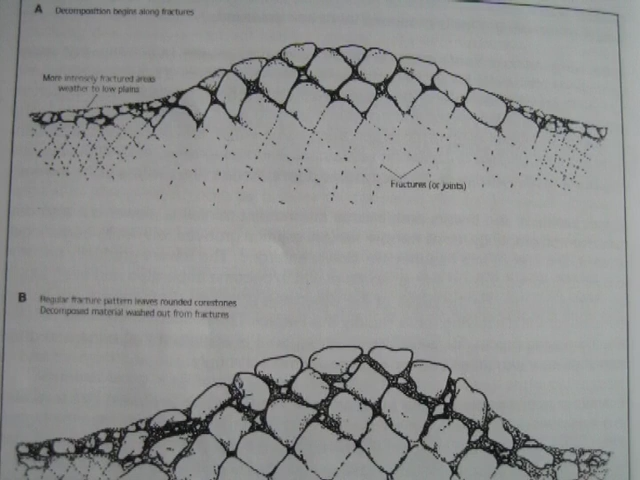 A Decomposition begins along fractures
More intensely fractured areas
weather to low plains
Fractures (or joints)
B Regular fracture pattern leaves rounded corestones
Decomposed material washed out from fractures